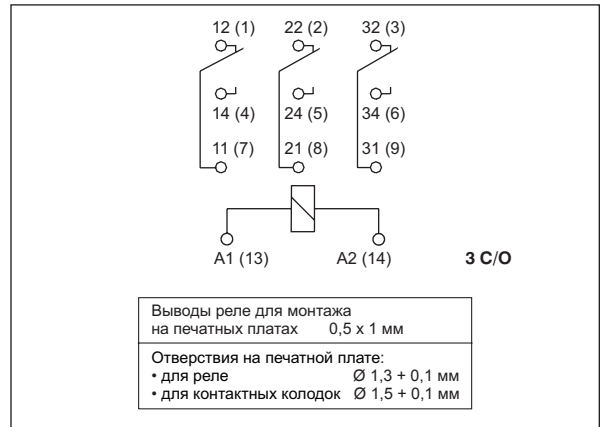 12 (1) 22 (2) 32 (3)
14 (4) 24 (5) 34 (6)
11 (7) 21 (8) 31 (9)
A1 (13) A2 (14) 3 C/O
Выводы реле для монтажа
на печатных платах 0,5 x 1 мм
Отверстия на печатной плате:
• для реле Ø 1,3 + 0,1 мм
• для контактных колодок Ø 1,5 + 0,1 мм